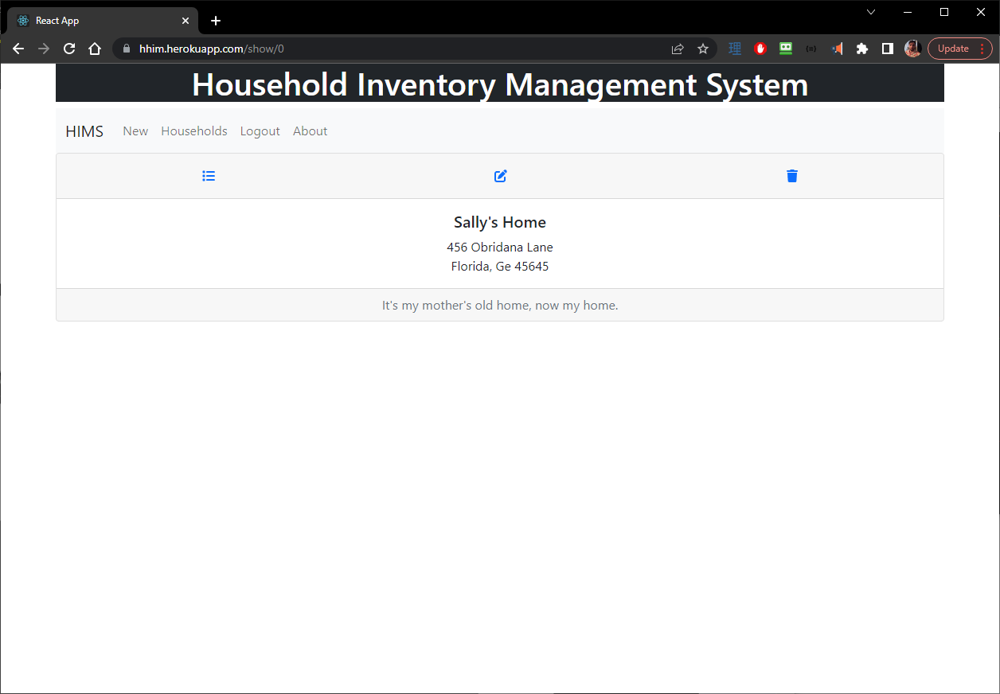 React App
hhim.herokuapp.com/show/0
理
Update
Household Inventory Management System
HIMS New Households Logout About
Sally's Home
456 Obridana Lane
Florida, Ge 45645
It's my mother's old home, now my home.